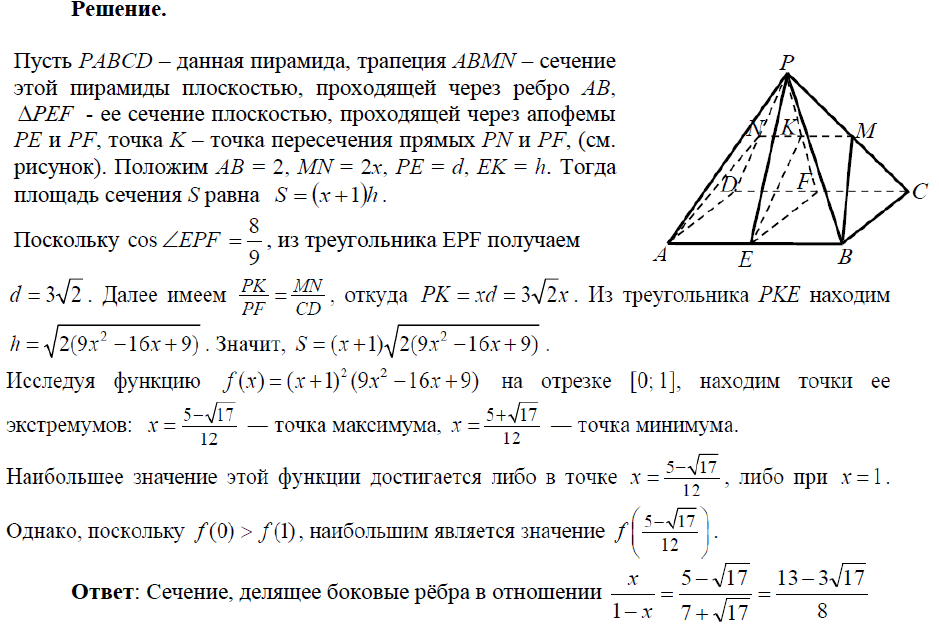 Решение.
Пусть PABCD – данная пирамида, трапеция ABMN – сечение
этой пирамиды плоскостью, проходящей через ребро AB,
ΔPEF - ее сечение плоскостью, проходящей через апофемы
PE и PF, точка K – точка пересечения прямых PN и PF, (см.
рисунок). Положим AB = 2, MN = 2x, PE = d, EK = h. Тогда
площадь сечения S равна S = (x+1)h .
P
N K M
D F C
A E B
Поскольку cos ∠EPF = 8/9 , из треугольника EPF получаем
d = 3√2 . Далее имеем PK/PF = MN/CD , откуда PK = xd = 3√2x . Из треугольника PKE находим
h = √(2(9x² −16x+9)) . Значит, S = (x+1)√(2(9x² −16x+9)) .
Исследуя функцию f(x) = (x+1)²(9x² −16x+9) на отрезке [0; 1], находим точки ее
экстремумов: x = (5−√17)/12 — точка максимума, x = (5+√17)/12 — точка минимума.
Наибольшее значение этой функции достигается либо в точке x = (5−√17)/12 , либо при x = 1.
Однако, поскольку f(0) > f(1), наибольшим является значение f((5−√17)/12).
Ответ: Сечение, делящее боковые рёбра в отношении x/(1−x) = (5−√17)/(7+√17) = (13−3√17)/8